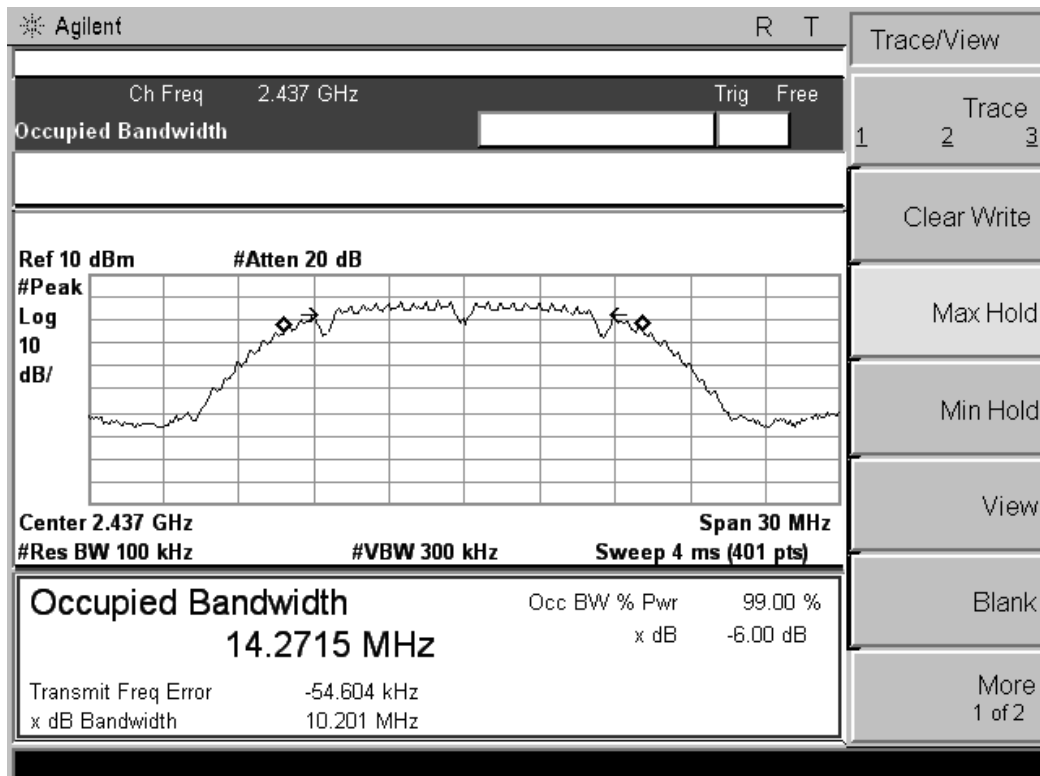 Agilent R T
Trace/View
Ch Freq 2.437 GHz Trig Free
Occupied Bandwidth
Trace
1 2 3
Clear Write
Ref 10 dBm #Atten 20 dB
#Peak
Log
10
dB/
Max Hold
Min Hold
View
Center 2.437 GHz Span 30 MHz
#Res BW 100 kHz #VBW 300 kHz Sweep 4 ms (401 pts)
Occupied Bandwidth
14.2715 MHz
Occ BW % Pwr 99.00 %
x dB -6.00 dB
Transmit Freq Error -54.604 kHz
x dB Bandwidth 10.201 MHz
Blank
More
1 of 2